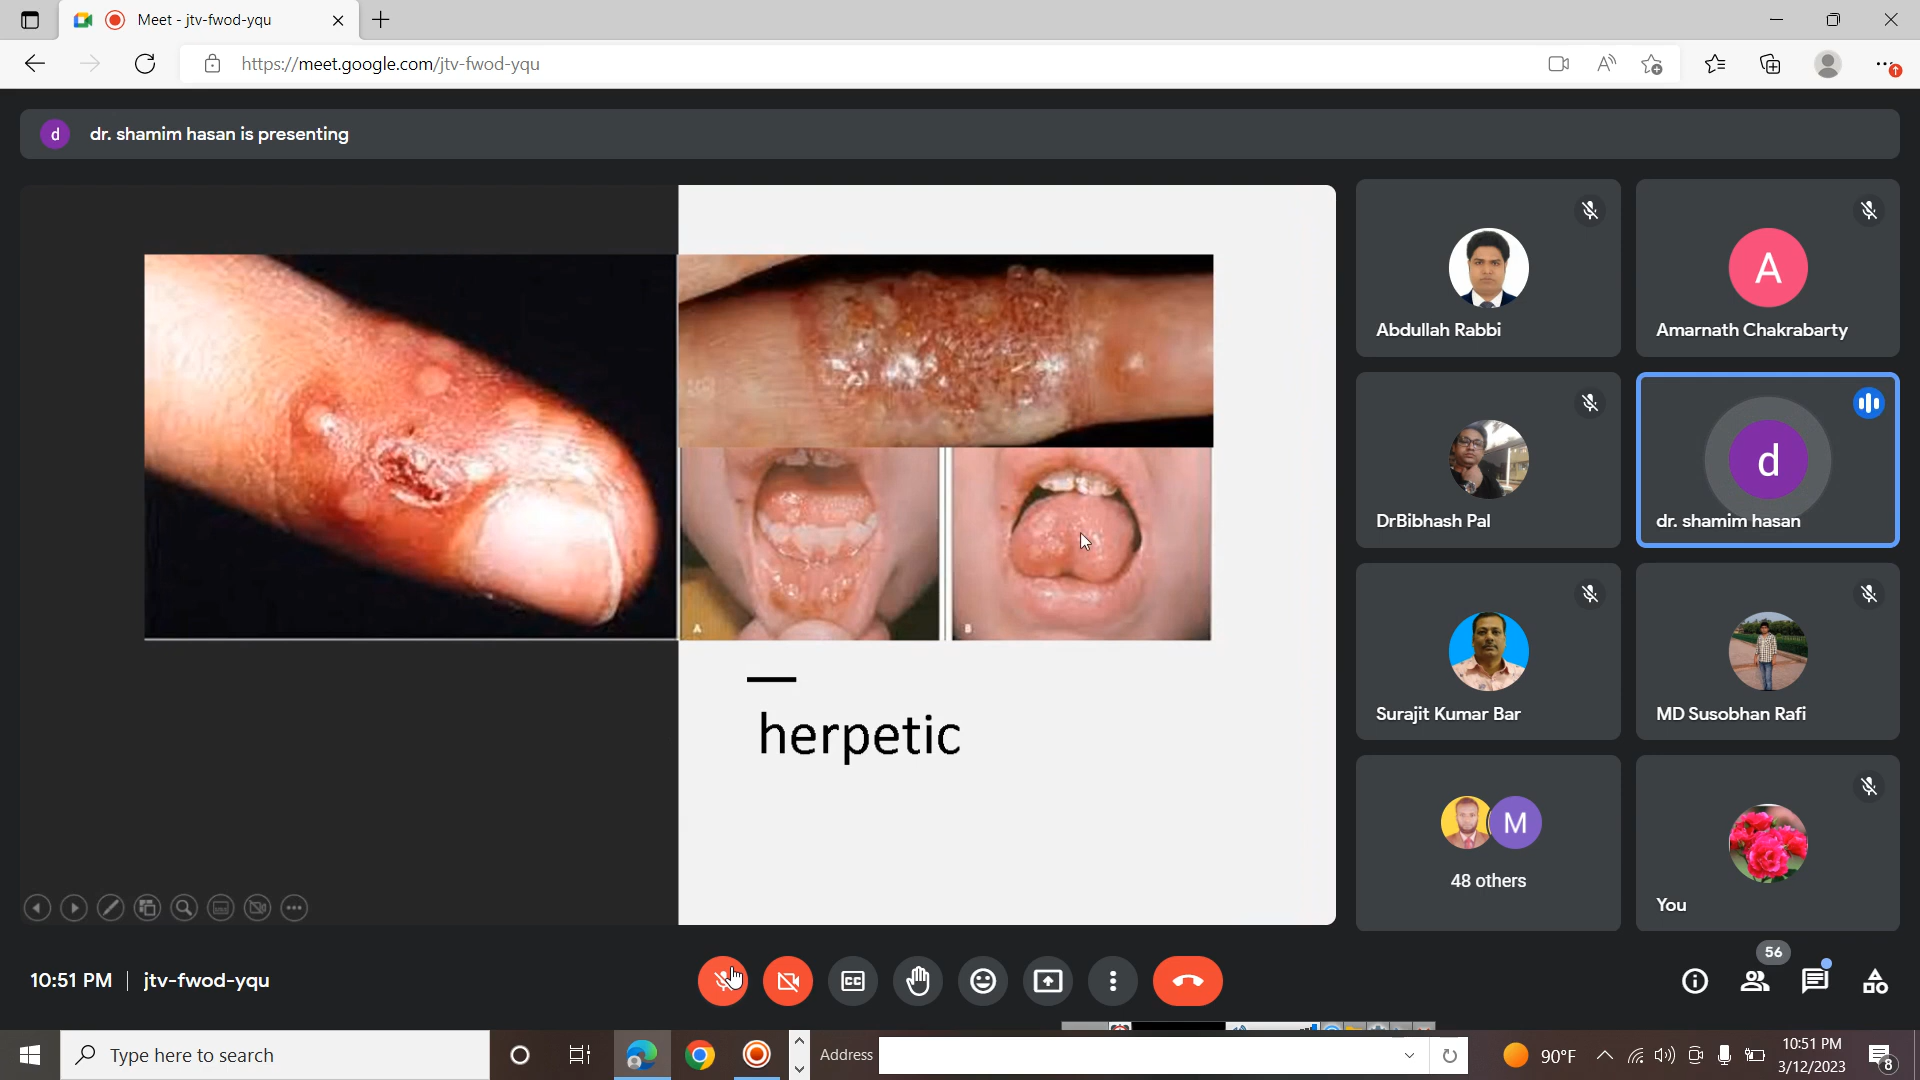 Meet - jtv-fwod-yqu
https://meet.google.com/jtv-fwod-yqu
d
dr. shamim hasan is presenting
Abdullah Rabbi
A
Amarnath Chakrabarty
DrBibhash Pal
d
dr. shamim hasan
Surajit Kumar Bar
MD Susobhan Rafi
A
B
herpetic
M
48 others
You
10:51 PM | jtv-fwod-yqu
CC
56
Type here to search
Address
90°F
10:51 PM
3/12/2023
8